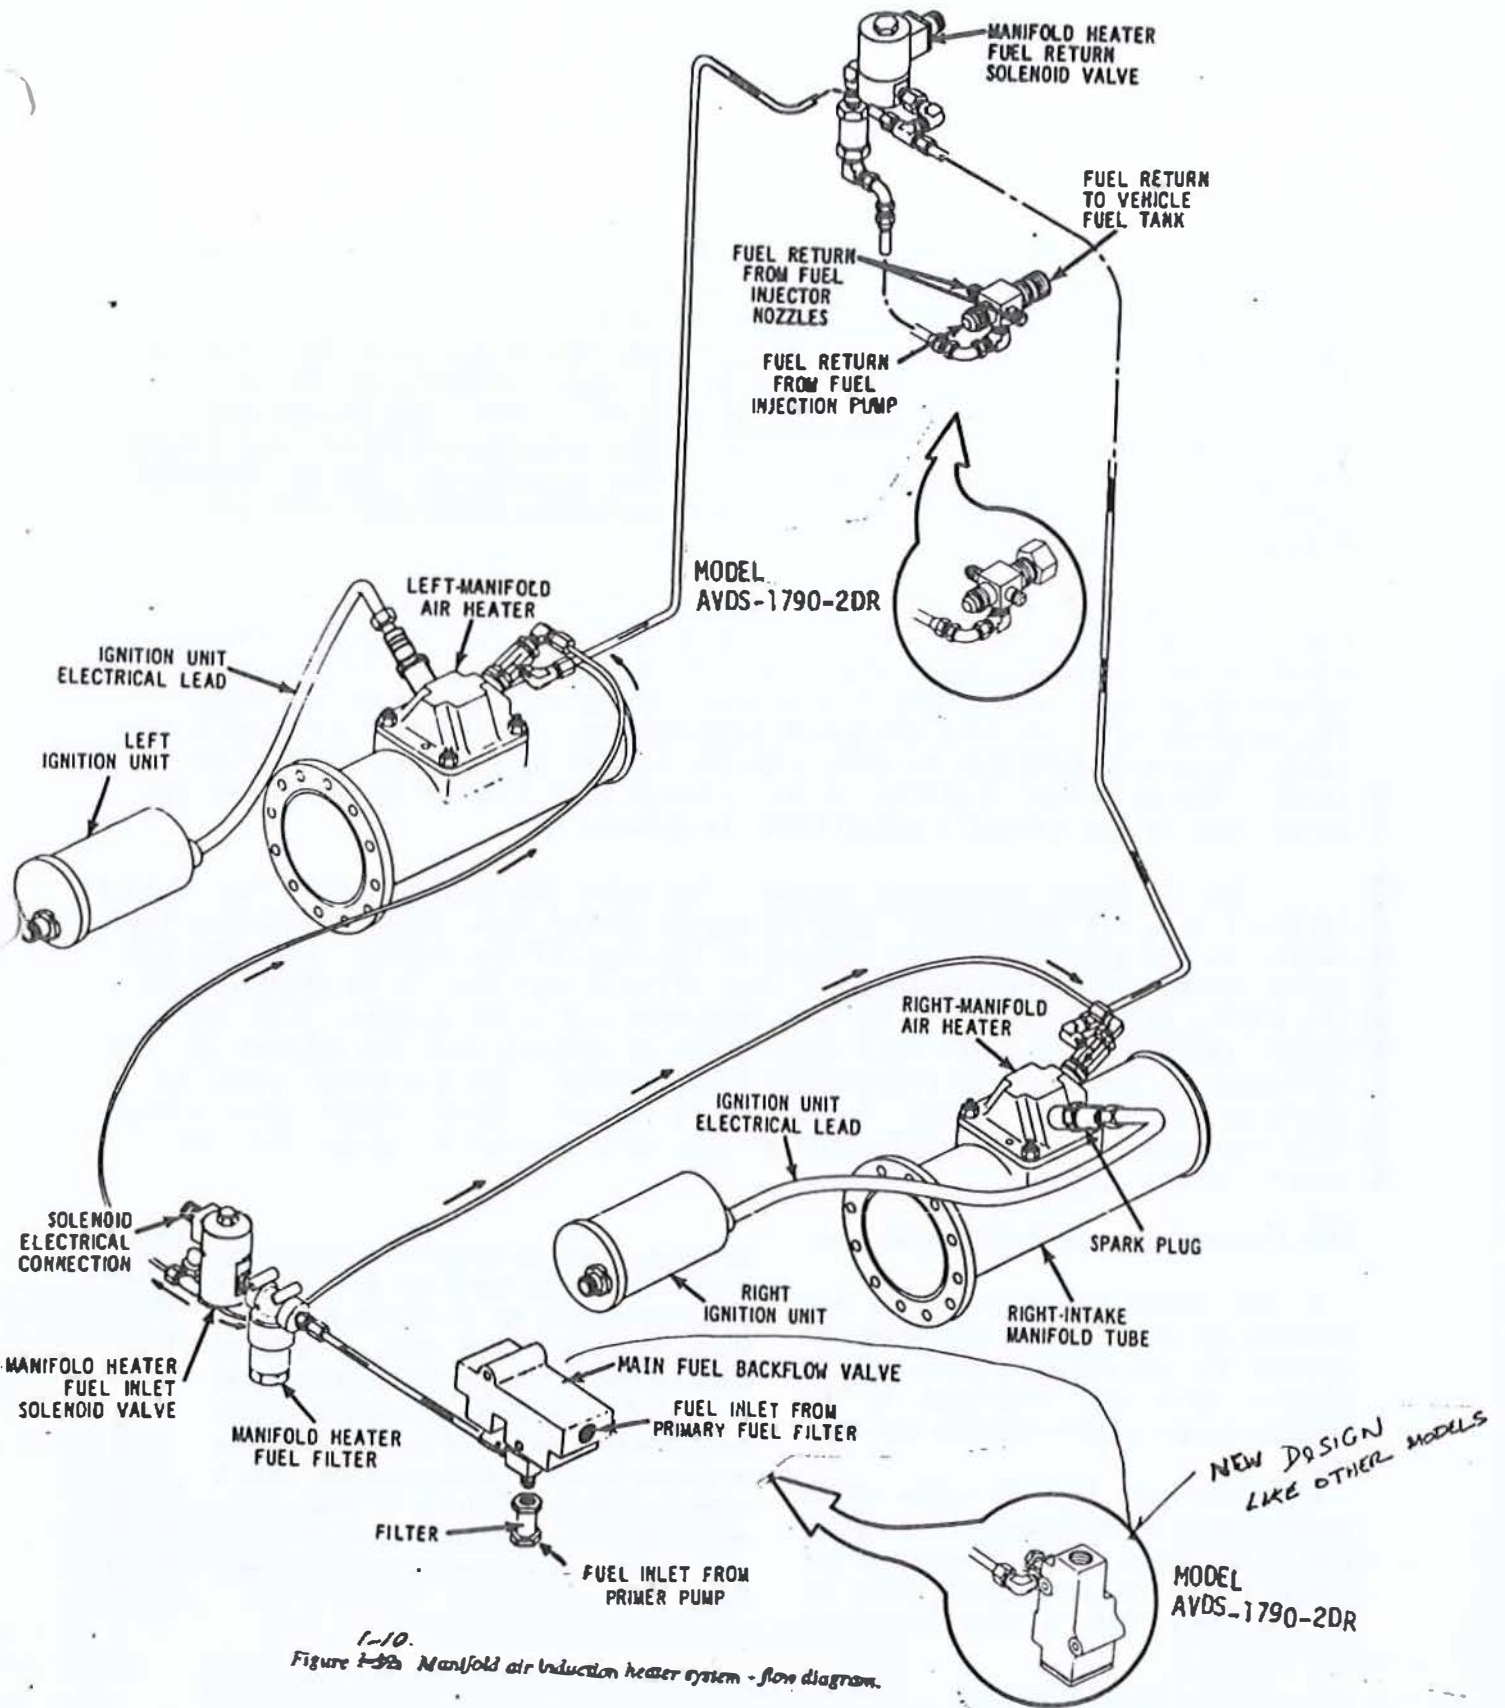 MANIFOLD HEATER
FUEL RETURN
SOLENOID VALVE
FUEL RETURN
TO VEHICLE
FUEL TANK
FUEL RETURN
FROM FUEL
INJECTOR
NOZZLES
FUEL RETURN
FROM FUEL
INJECTION PUMP
MODEL
AVDS-1790-2DR
LEFT-MANIFOLD
AIR HEATER
IGNITION UNIT
ELECTRICAL LEAD
LEFT
IGNITION UNIT
RIGHT-MANIFOLD
AIR HEATER
IGNITION UNIT
ELECTRICAL LEAD
SOLENOID
ELECTRICAL
CONNECTION
SPARK PLUG
RIGHT
IGNITION UNIT
RIGHT-INTAKE
MANIFOLD TUBE
MANIFOLD HEATER
FUEL INLET
SOLENOID VALVE
MAIN FUEL BACKFLOW VALVE
FUEL INLET FROM
PRIMARY FUEL FILTER
MANIFOLD HEATER
FUEL FILTER
NEW DESIGN
LIKE OTHER MODELS
FILTER
FUEL INLET FROM
PRIMER PUMP
MODEL
AVDS-1790-2DR
1-10.
Figure Manifold air induction heater system - flow diagram.